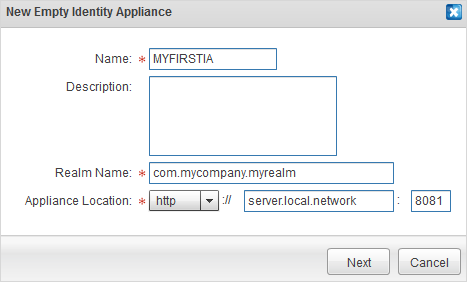 New Empty Identity Appliance
Name: * MYFIRSTIA
Description:
Realm Name: * com.mycompany.myrealm
Appliance Location: * http :// server.local.network : 8081
Next Cancel